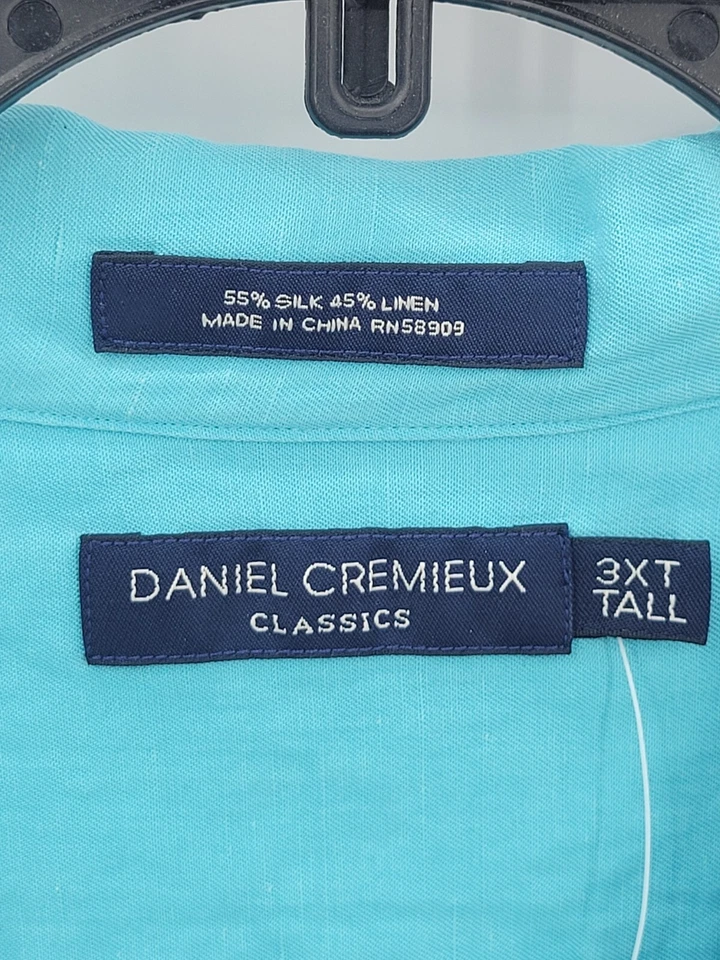 55% SILK 45% LINEN
MADE IN CHINA RN58909
DANIEL CREMIEUX
CLASSICS
3XT
TALL